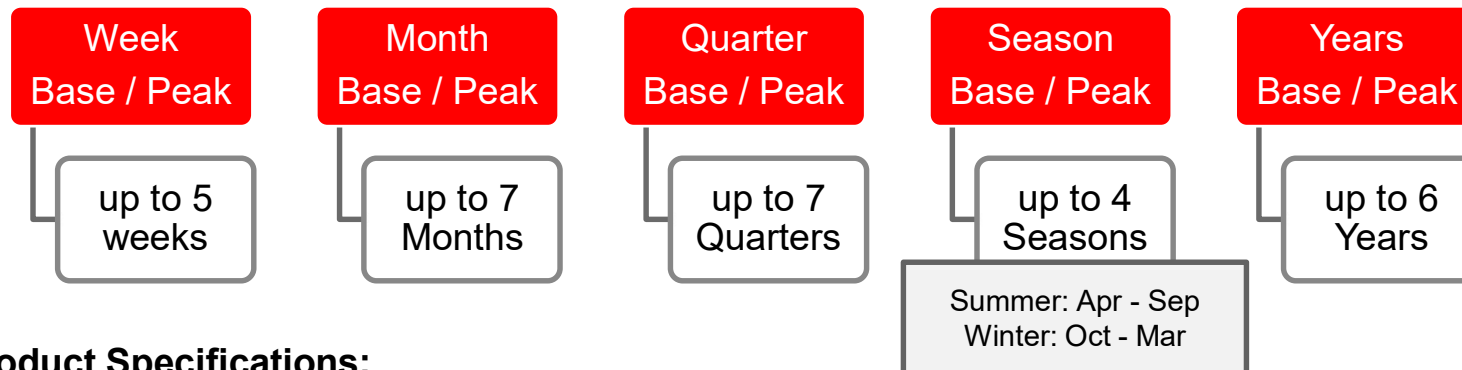 Week
Base / Peak
up to 5
weeks
Month
Base / Peak
up to 7
Months
Quarter
Base / Peak
up to 7
Quarters
Season
Base / Peak
up to 4
Seasons
Summer: Apr - Sep
Winter: Oct - Mar
Years
Base / Peak
up to 6
Years
oduct Specifications: